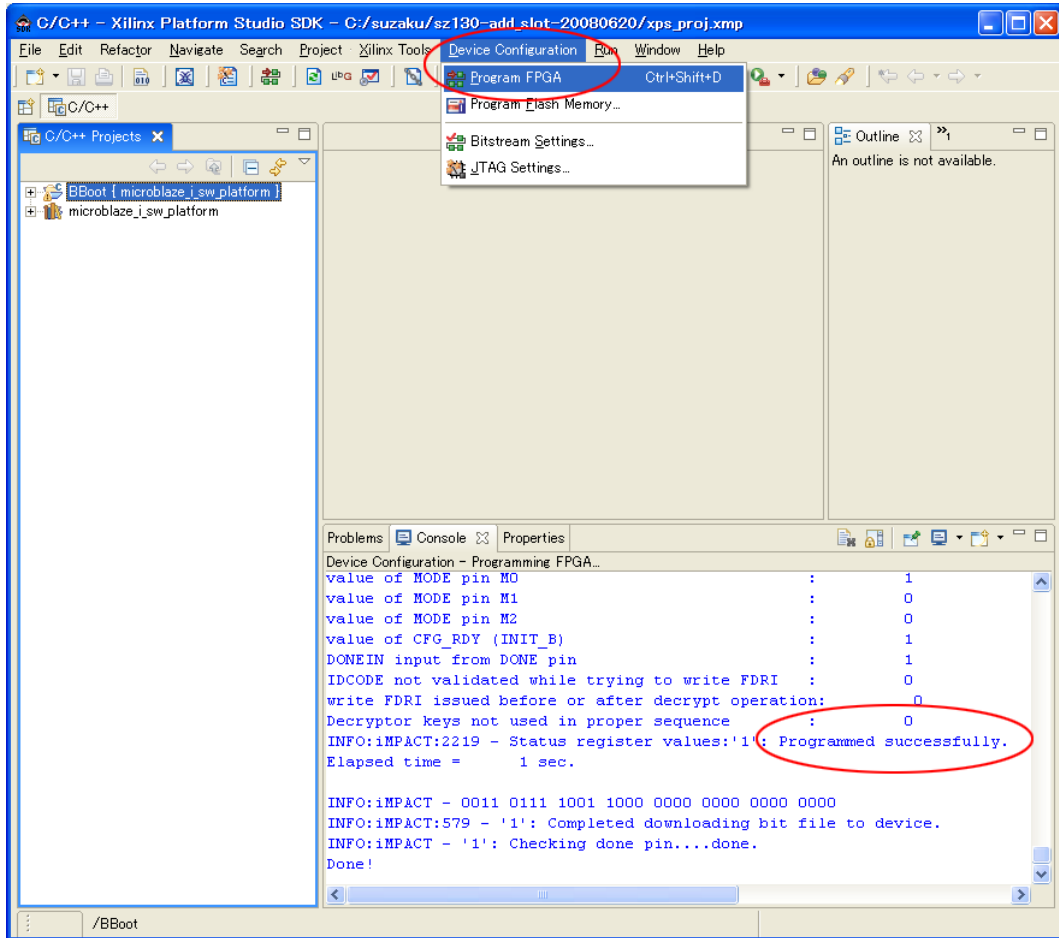 C/C++ - Xilinx Platform Studio SDK - C:/suzaku/sz130-add_slot-20080620/xps_proj.xmp
File Edit Refactor Navigate Search Project Xilinx Tools Device Configuration Run Window Help
Program FPGA Ctrl+Shift+D
Program Flash Memory...
Bitstream Settings...
JTAG Settings...
C/C++
C/C++ Projects
BBoot { microblaze_i_sw_platform }
microblaze_i_sw_platform
Outline
1
An outline is not available.
Problems Console Properties
Device Configuration - Programming FPGA...
value of MODE pin M0 : 1
value of MODE pin M1 : 0
value of MODE pin M2 : 0
value of CFG_RDY (INIT_B) : 1
DONEIN input from DONE pin : 1
IDCODE not validated while trying to write FDRI : 0
write FDRI issued before or after decrypt operation: 0
Decryptor keys not used in proper sequence : 0
INFO:iMPACT:2219 - Status register values:'1': Programmed successfully.
Elapsed time = 1 sec.
INFO:iMPACT - 0011 0111 1001 1000 0000 0000 0000 0000
INFO:iMPACT:579 - '1': Completed downloading bit file to device.
INFO:iMPACT - '1': Checking done pin....done.
Done!
/BBoot